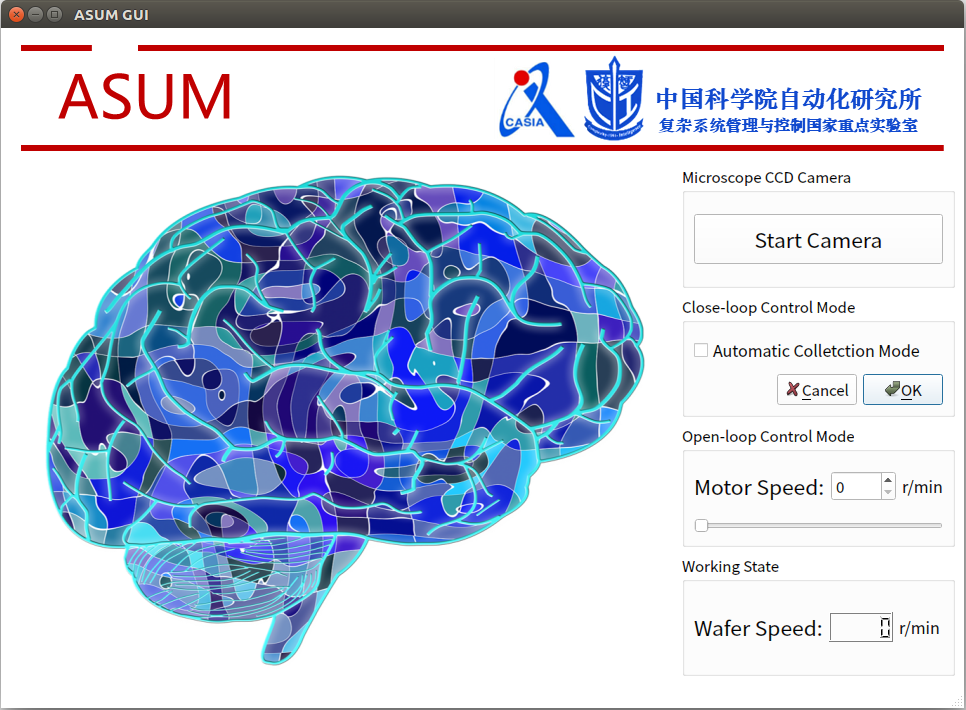 ASUM GUI
ASUM
CASIA
中国科学院自动化研究所
复杂系统管理与控制国家重点实验室
Microscope CCD Camera
Start Camera
Close-loop Control Mode
Automatic Colletction Mode
Cancel
OK
Open-loop Control Mode
Motor Speed: 0 r/min
Working State
Wafer Speed: 0 r/min